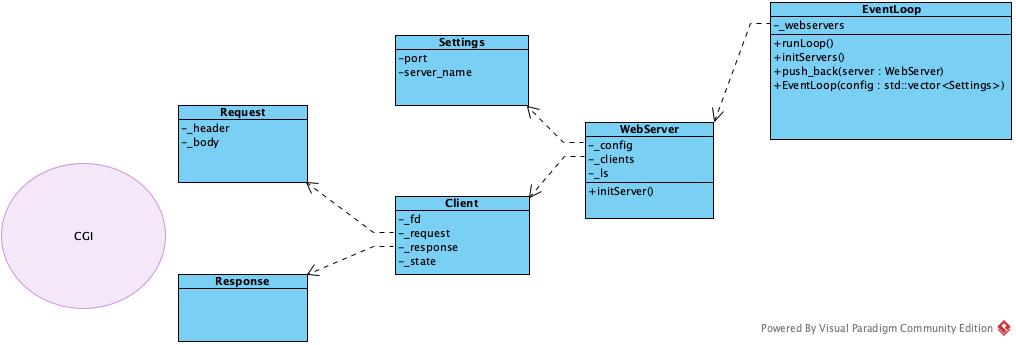 EventLoop
-_webservers
+runLoop()
+initServers()
+push_back(server : WebServer)
+EventLoop(config : std::vector<Settings>)
Settings
-port
-server_name
Request
-_header
-_body
WebServer
-_config
-_clients
-_ls
+initServer()
Client
-_fd
-_request
-_response
-_state
CGI
Response
Powered By Visual Paradigm Community Edition